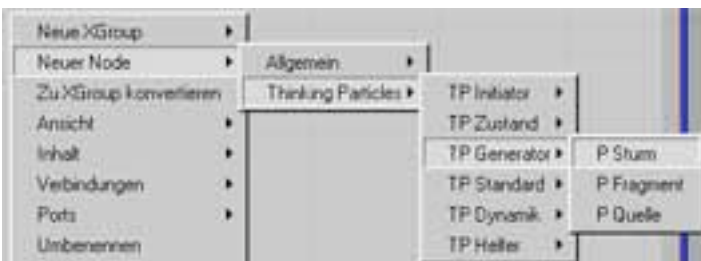 Neue XGroup
Neuer Node
Zu XGroup konvertieren
Ansicht
Inhalt
Verbindungen
Ports
Umbenennen
Allgemein
Thinkung Particles
TP Initiator
TP Zustand
TP Generator
TP Standard
TP Dynamik
TP Helfer
P Sturm
P Fragment
P Quelle